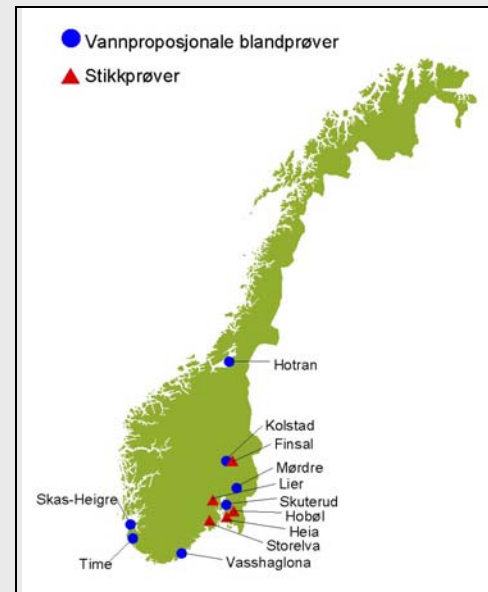 Vannproposjonale blandprøver
Stikkprøver
Hotran
Kolstad
Finsal
Mørdre
Lier
Skas-Heigre
Skuterud
Hobøl
Heia
Storelva
Time
Vasshaglona